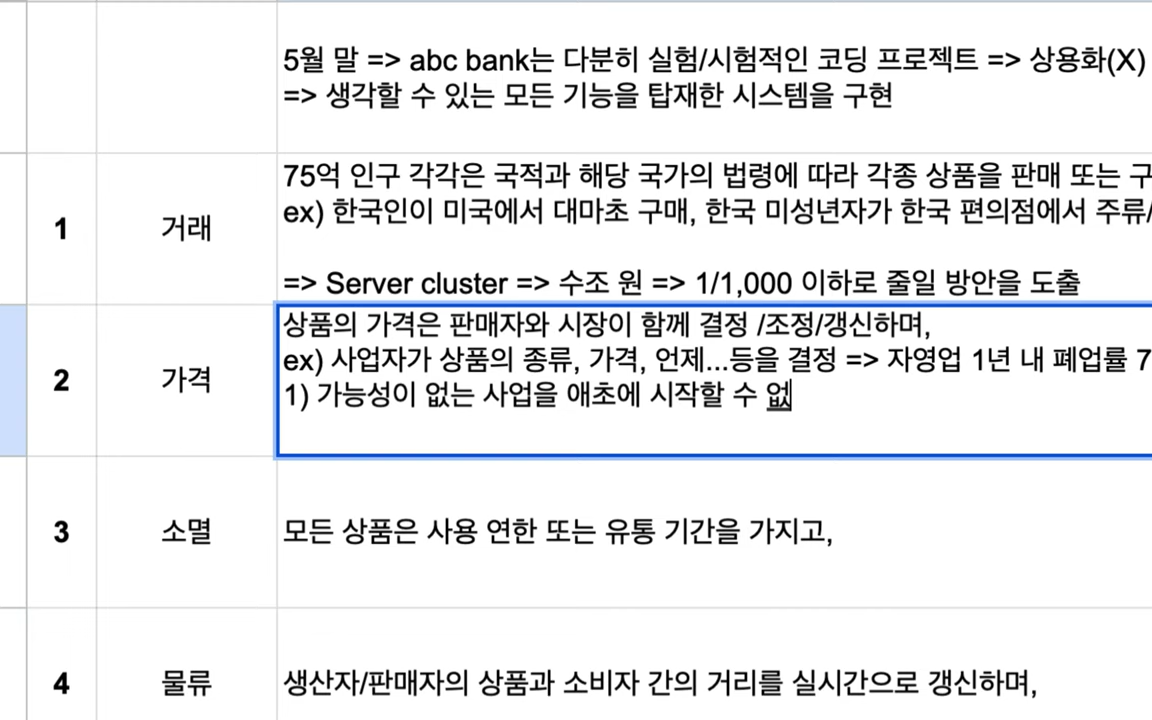 5월 말 => abc bank는 다분히 실험/시험적인 코딩 프로젝트 => 상용화(X)
=> 생각할 수 있는 모든 기능을 탑재한 시스템을 구현
1
거래
75억 인구 각각은 국적과 해당 국가의 법령에 따라 각종 상품을 판매 또는 구
ex) 한국인이 미국에서 대마초 구매, 한국 미성년자가 한국 편의점에서 주류/
=> Server cluster => 수조 원 => 1/1,000 이하로 줄일 방안을 도출
2
가격
상품의 가격은 판매자와 시장이 함께 결정 /조정/갱신하며,
ex) 사업자가 상품의 종류, 가격, 언제...등을 결정 => 자영업 1년 내 폐업률 7
1) 가능성이 없는 사업을 애초에 시작할 수 없
3
소멸
모든 상품은 사용 연한 또는 유통 기간을 가지고,
4
물류
생산자/판매자의 상품과 소비자 간의 거리를 실시간으로 갱신하며,